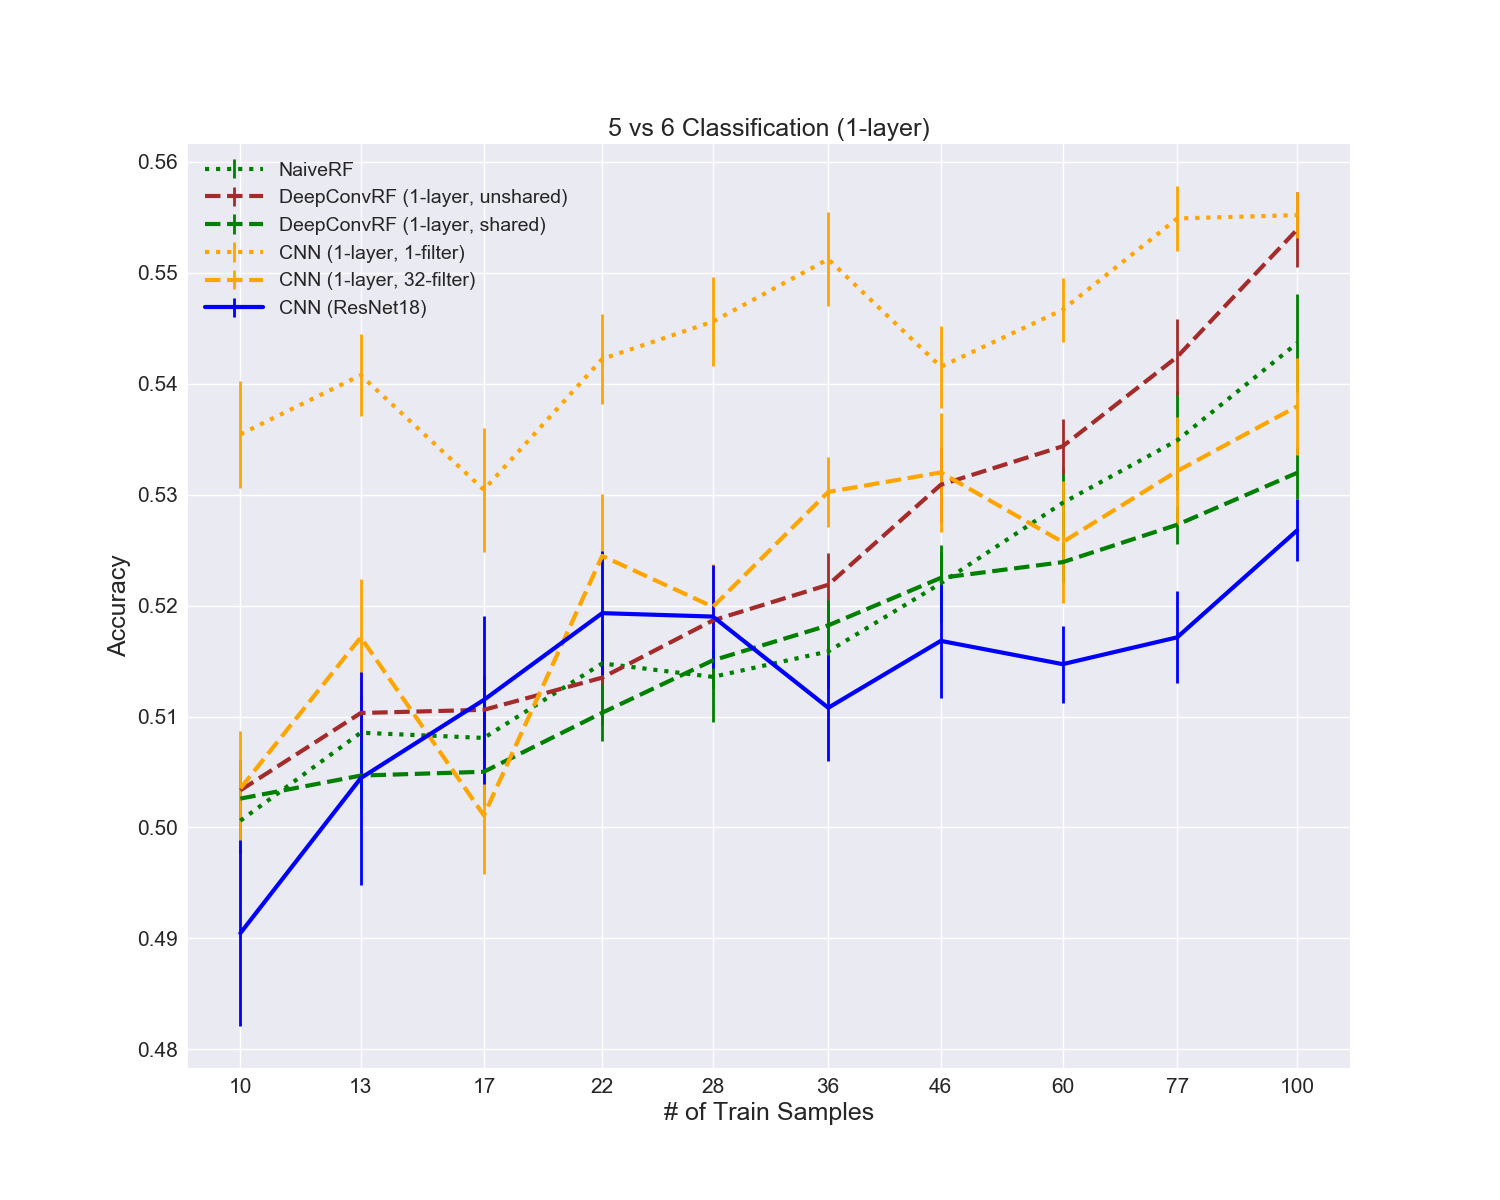 5 vs 6 Classification (1-layer)
NaiveRF
DeepConvRF (1-layer, unshared)
DeepConvRF (1-layer, shared)
CNN (1-layer, 1-filter)
CNN (1-layer, 32-filter)
CNN (ResNet18)
Accuracy
0.56
0.55
0.54
0.53
0.52
0.51
0.50
0.49
0.48
10 13 17 22 28 36 46 60 77 100
# of Train Samples